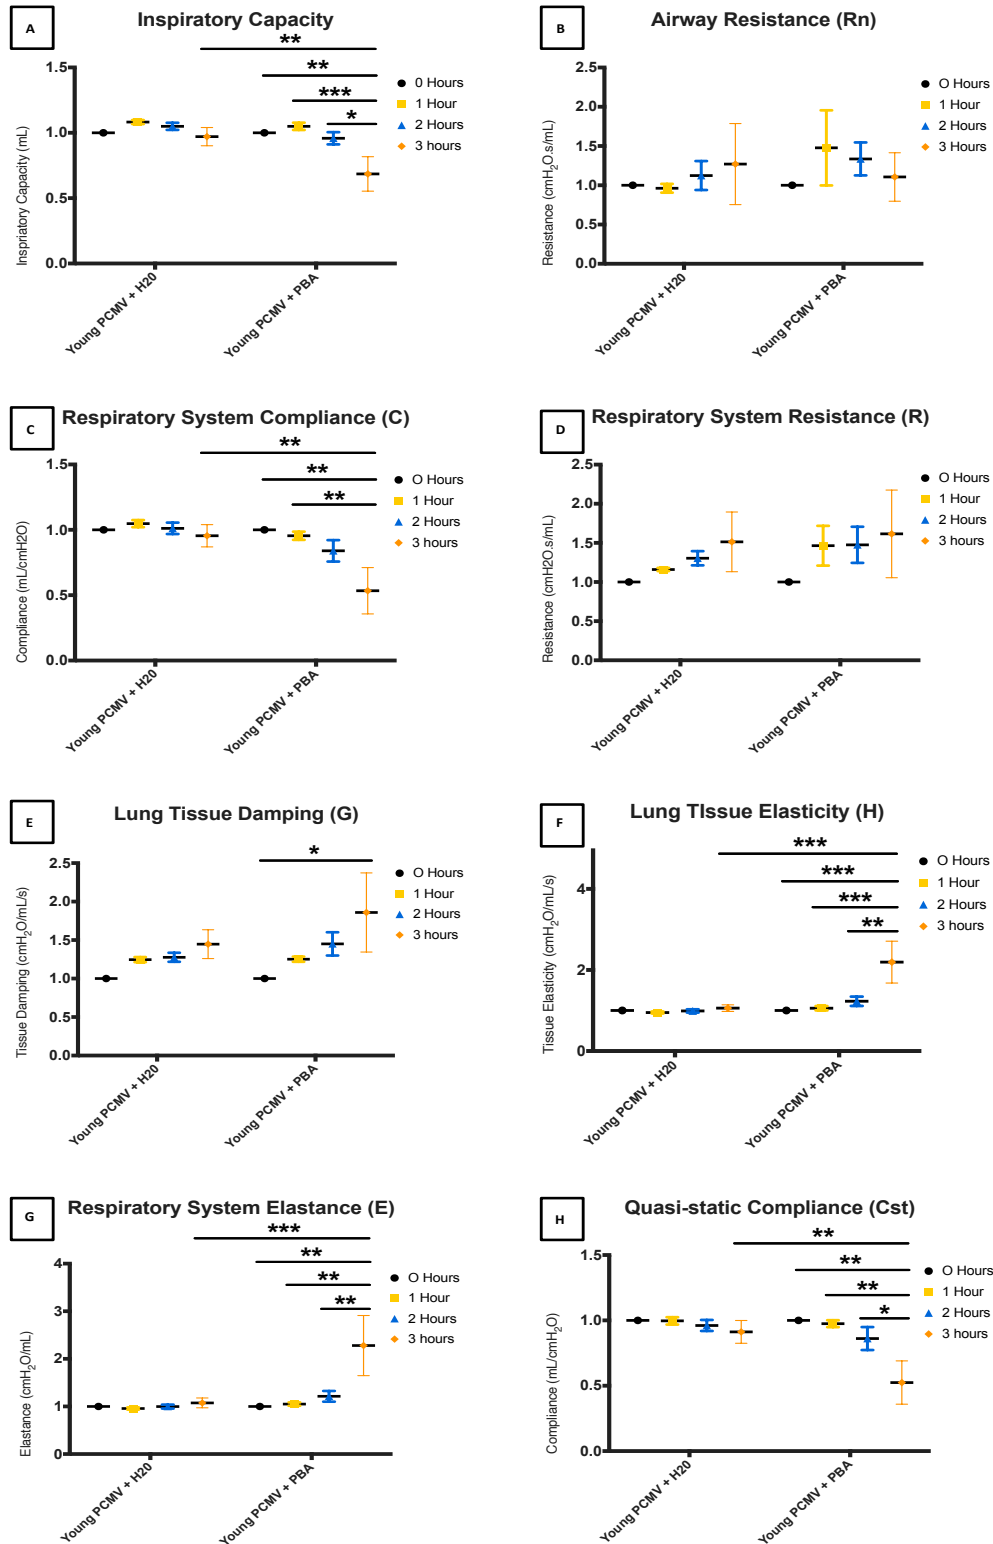 A
Inspiratory Capacity
**
**
***
*
1.5
1.0
0.5
0.0
Inspriatory Capacity (mL)
0 Hours
1 Hour
2 Hours
3 hours
Young PCMV + H20
Young PCMV + PBA
B
Airway Resistance (Rn)
2.5
2.0
1.5
1.0
0.5
0.0
Resistance (cmH₂O.s/mL)
O Hours
1 Hour
2 Hours
3 Hours
Young PCMV + H20
Young PCMV + PBA
C
Respiratory System Compliance (C)
**
**
**
1.5
1.0
0.5
0.0
Compliance (mL/cmH2O)
O Hours
1 Hour
2 Hours
3 hours
Young PCMV + H20
Young PCMV + PBA
D
Respiratory System Resistance (R)
2.5
2.0
1.5
1.0
0.5
0.0
Resistance (cmH2O.s/mL)
O Hours
1 Hour
2 Hours
3 hours
Young PCMV + H20
Young PCMV + PBA
E
Lung Tissue Damping (G)
*
2.5
2.0
1.5
1.0
0.5
0.0
Tissue Damping (cmH₂O/mL/s)
O Hours
1 Hour
2 Hours
3 hours
Young PCMV + H20
Young PCMV + PBA
F
Lung TIssue Elasticity (H)
***
***
***
**
4
2
0
Tissue Elasticity (cmH₂O/mL/s)
O Hours
1 Hour
2 Hours
3 hours
Young PCMV + H20
Young PCMV + PBA
G
Respiratory System Elastance (E)
***
**
**
**
4
3
2
1
0
Elastance (cmH₂O/mL)
O Hours
1 Hour
2 Hours
3 hours
Young PCMV + H20
Young PCMV + PBA
H
Quasi-static Compliance (Cst)
**
**
**
*
1.5
1.0
0.5
0.0
Compliance (mL/cmH₂O)
O Hours
1 Hour
2 Hours
3 hours
Young PCMV + H20
Young PCMV + PBA